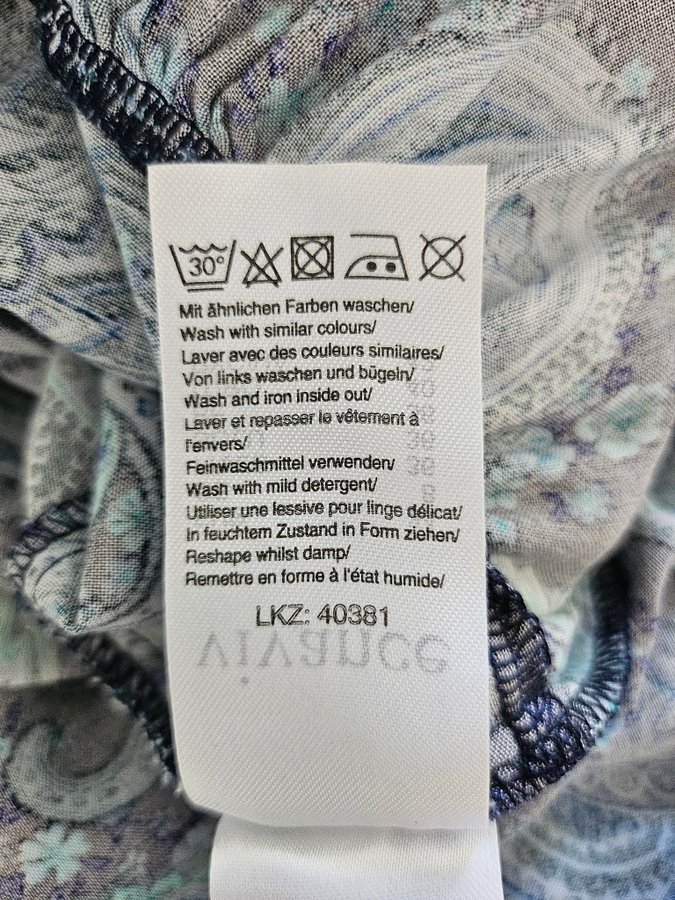 30°
Mit ähnlichen Farben waschen/
Wash with similar colours/
Laver avec des couleurs similaires/
Von links waschen und bügeln/
Wash and iron inside out/
Laver et repasser le vêtement à
l'envers/
Feinwaschmittel verwenden/
Wash with mild detergent/
Utiliser une lessive pour linge délicat/
In feuchtem Zustand in Form ziehen/
Reshape whilst damp/
Remettre en forme à l'état humide/
LKZ: 40381
vivance